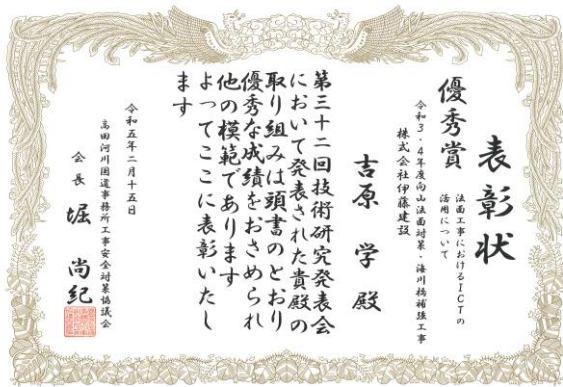 表彰状
優秀賞
法面工事におけるICTの
活用について
令和3・4年度向山法面対策・海川橋補強工事
株式会社伊藤建設
吉原 学 殿
第三十二回技術研究発表会
において発表された貴殿の
取り組みは頭書のとおり
優秀な成績をおさめられ
他の模範であります
よってここに表彰いたし
ます
令和五年二月十五日
高田河川国道事務所工事安全対策協議会
会長 堀 尚紀